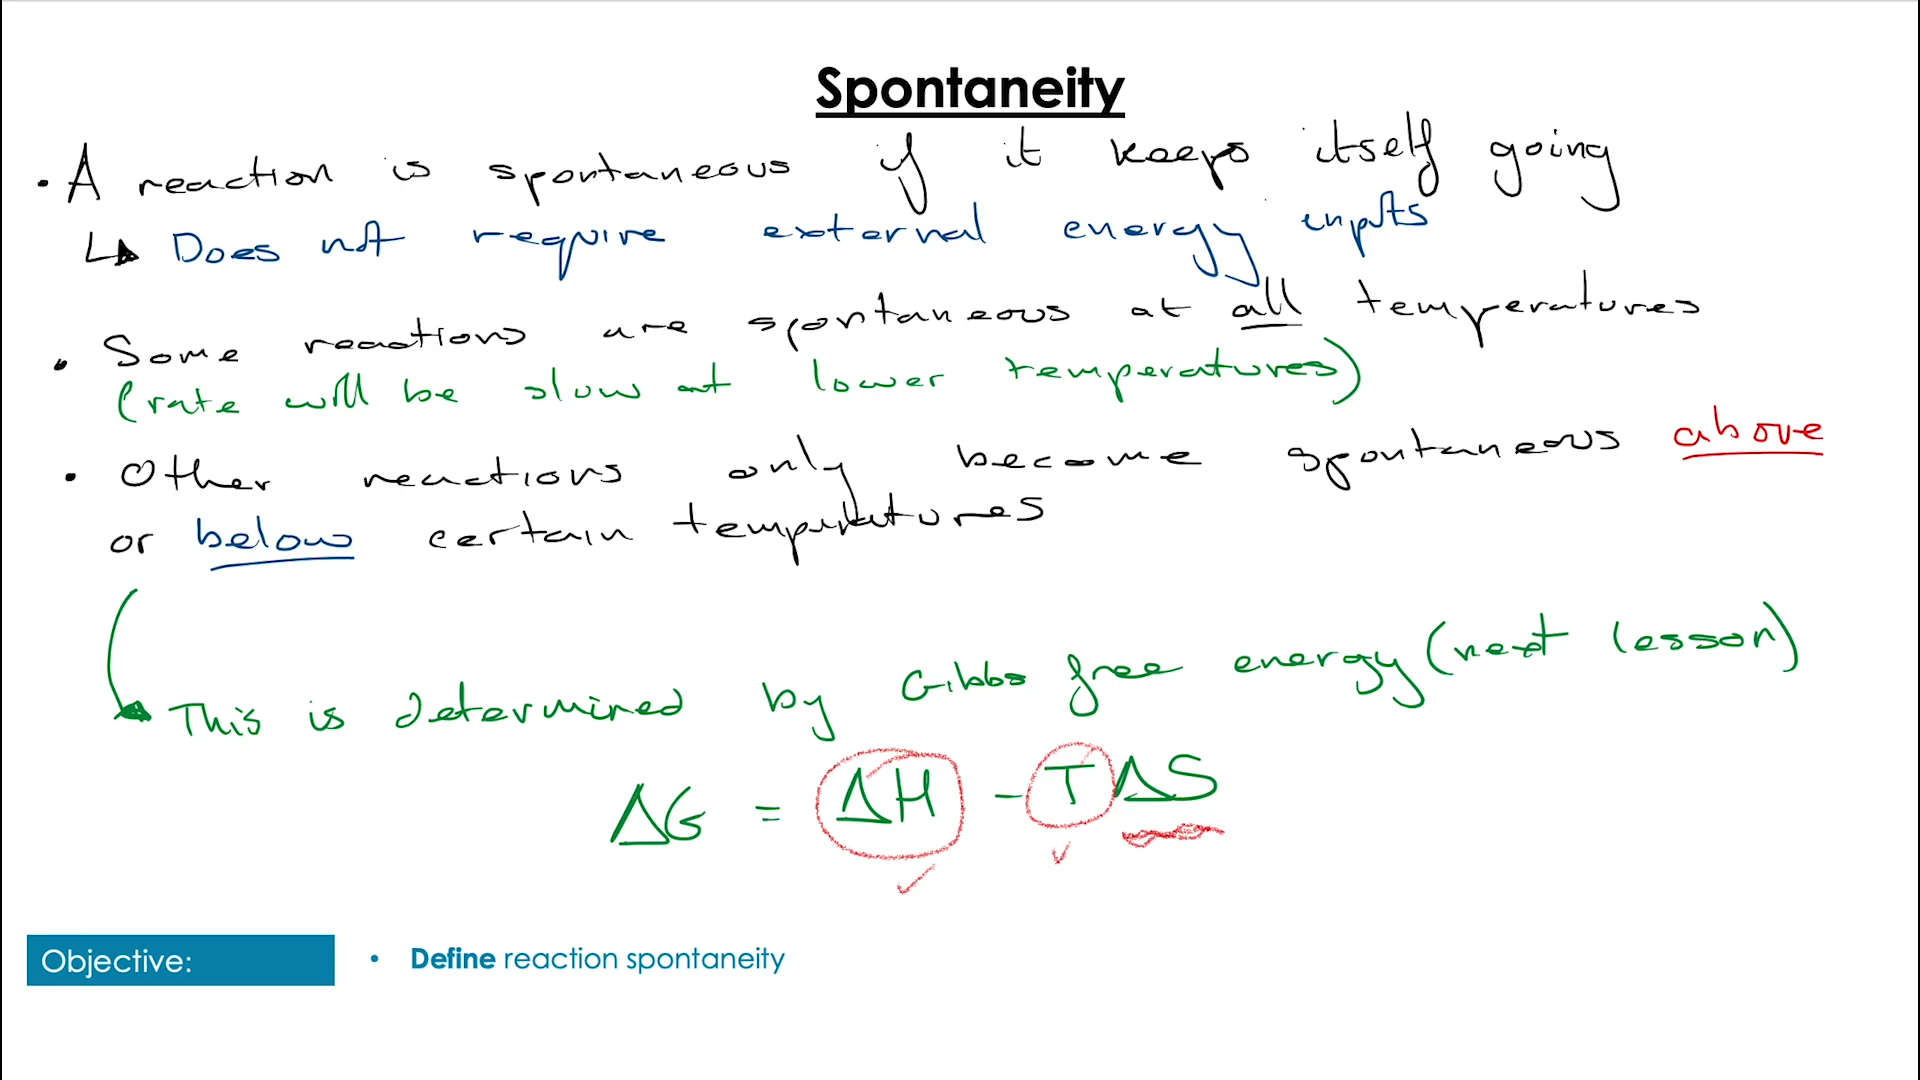 Spontaneity
• A reaction is spontaneous if it keeps itself going
↳ Does not require external energy inputs
• Some reactions are spontaneous at all temperatures
(rate will be slow at lower temperatures)
• Other reactions only become spontaneous above
or below certain temperatures
This is determined by Gibbs free energy (next lesson)
ΔG = ΔH - TΔS
Objective:
• Define reaction spontaneity